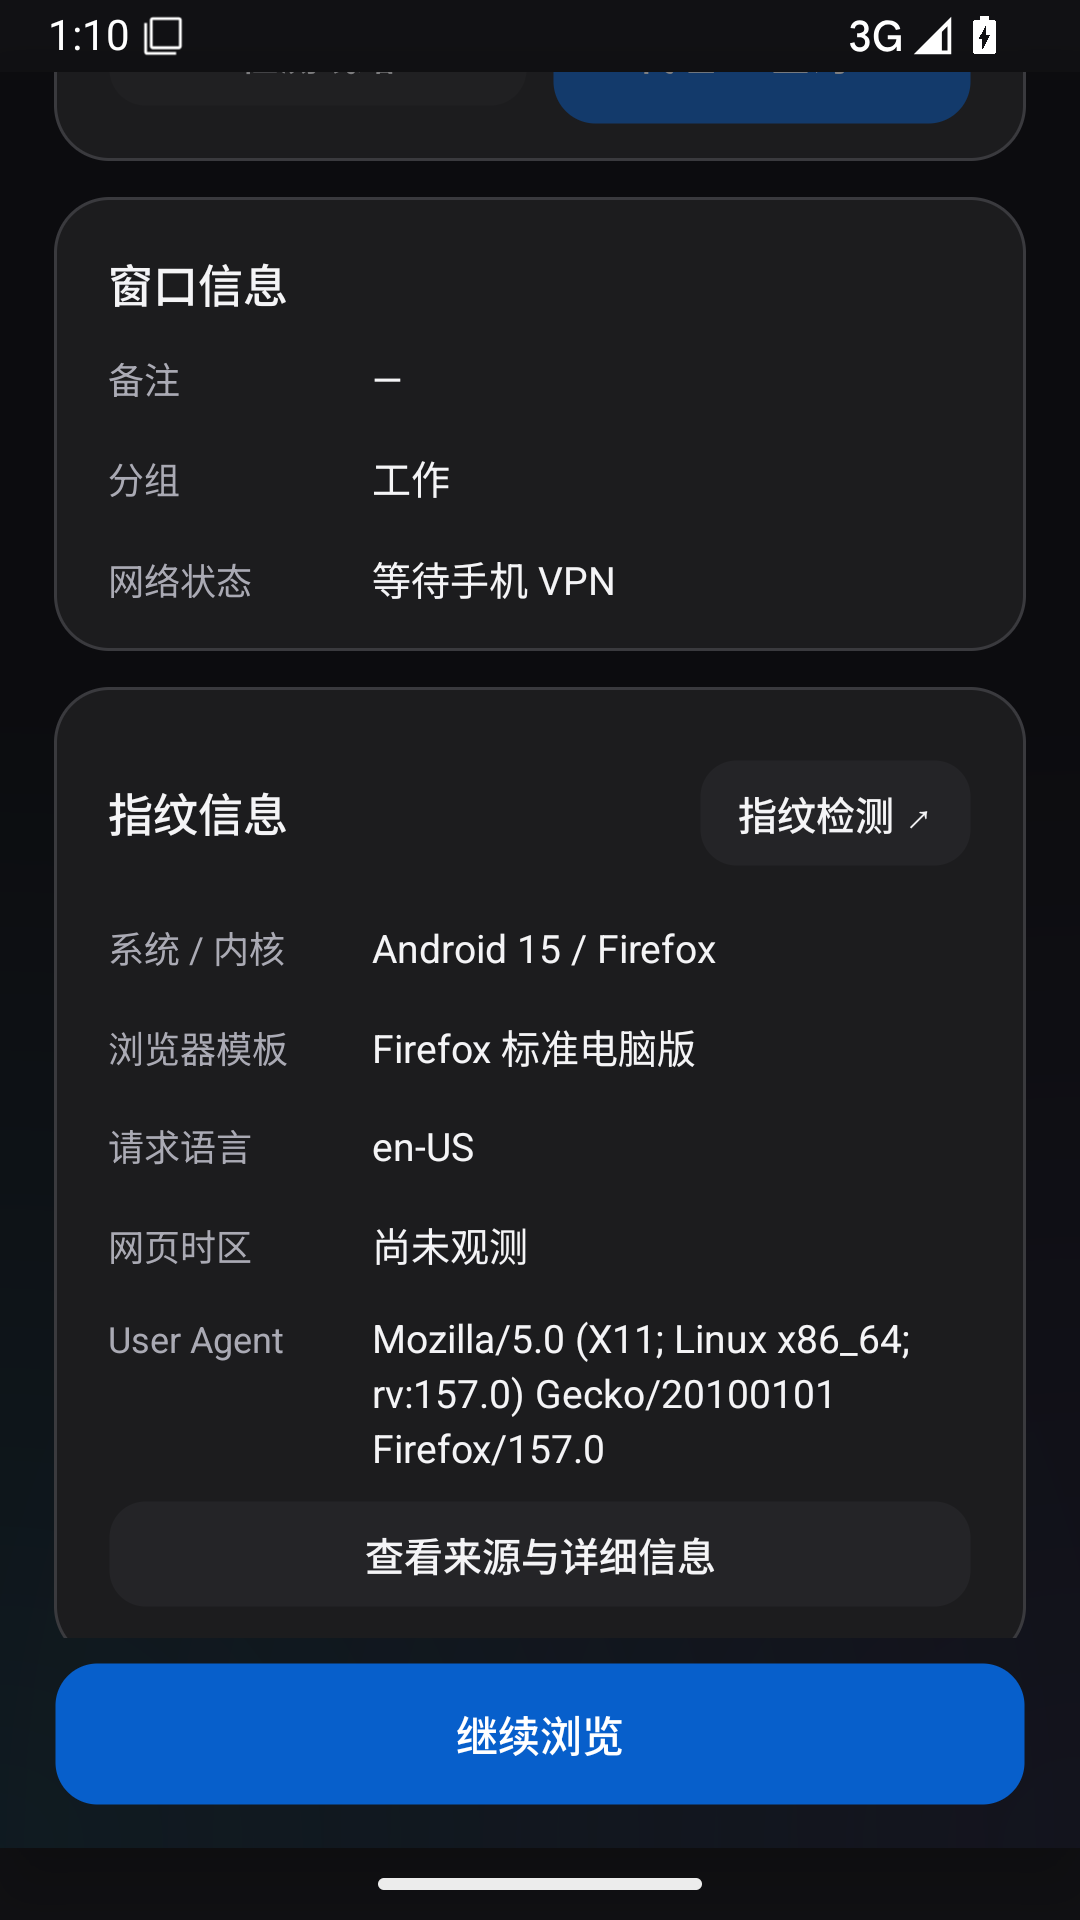 1:10
3G
窗口信息
备注 —
分组 工作
网络状态 等待手机 VPN
指纹信息
指纹检测 ↗
系统 / 内核 Android 15 / Firefox
浏览器模板 Firefox 标准电脑版
请求语言 en-US
网页时区 尚未观测
User Agent Mozilla/5.0 (X11; Linux x86_64;
rv:157.0) Gecko/20100101
Firefox/157.0
查看来源与详细信息
继续浏览